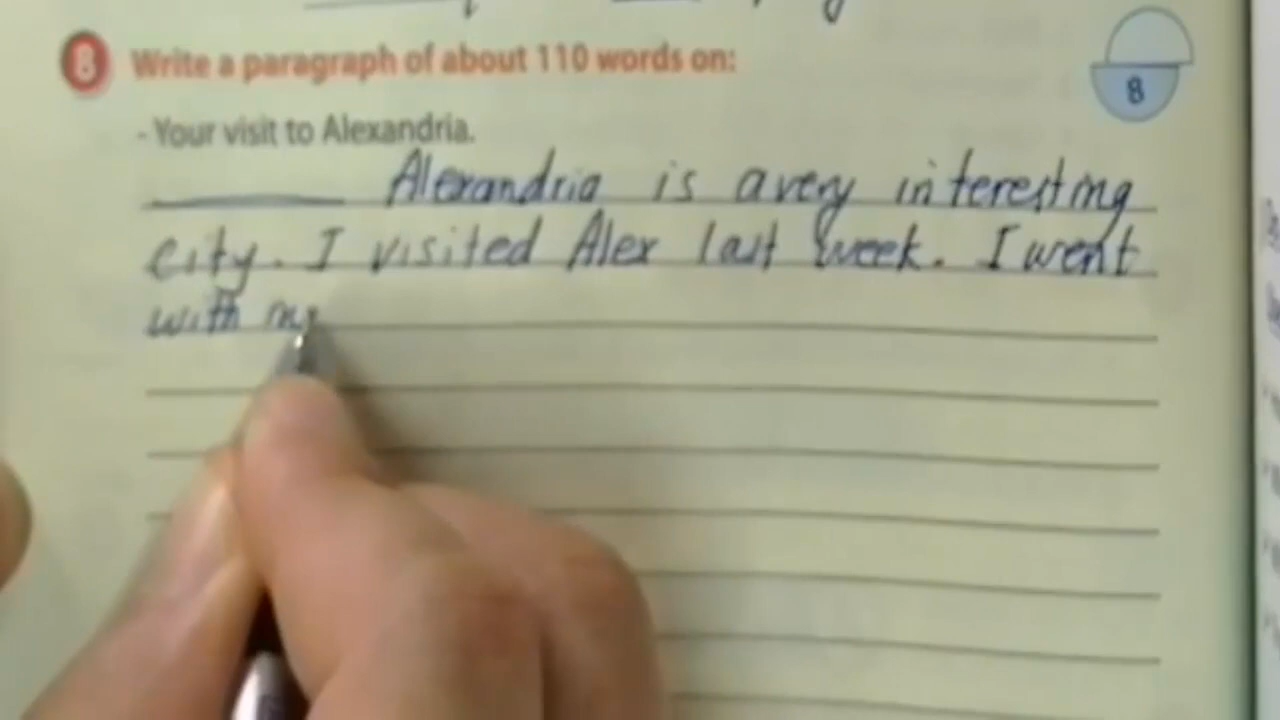 8 Write a paragraph of about 110 words on:
8
- Your visit to Alexandria.
Alexandria is a very interesting
city. I visited Alex last week. I went
with my